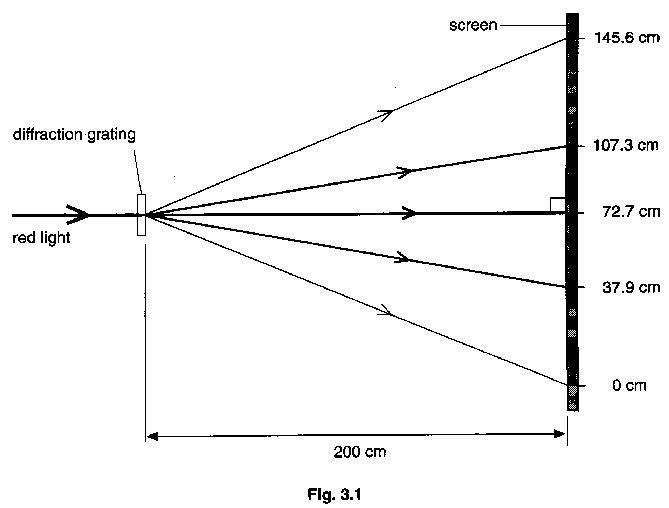 screen
145.6 cm
diffraction grating
107.3 cm
72.7 cm
red light
37.9 cm
0 cm
200 cm
Fig. 3.1